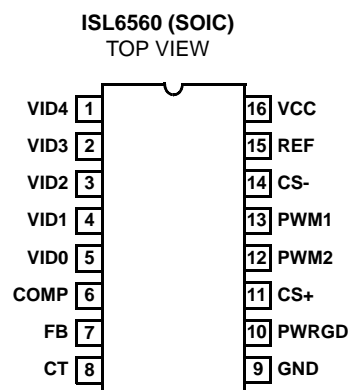 ISL6560 (SOIC)
TOP VIEW
VID4 1 16 VCC
VID3 2 15 REF
VID2 3 14 CS-
VID1 4 13 PWM1
VID0 5 12 PWM2
COMP 6 11 CS+
FB 7 10 PWRGD
CT 8 9 GND